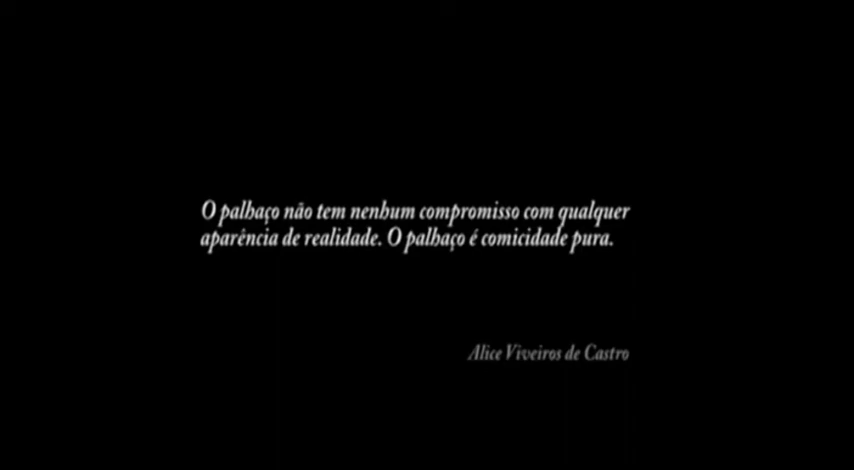 O palhaço não tem nenhum compromisso com qualquer
aparência de realidade. O palhaço é comicidade pura.
Alice Viveiros de Castro